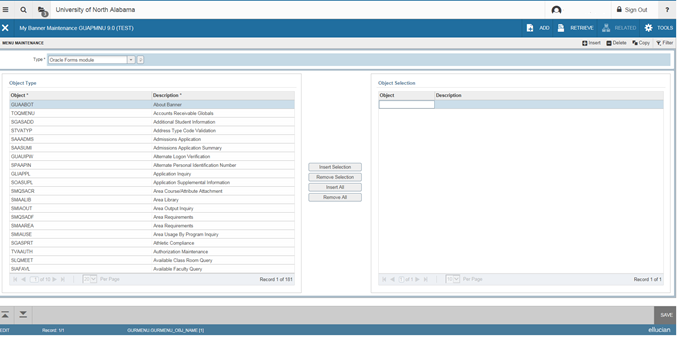 University of North Alabama
Sign Out
?
3
My Banner Maintenance GUAPMNU 9.0 (TEST)
ADD RETRIEVE RELATED TOOLS
MENU MAINTENANCE
Insert Delete Copy Filter
Type:* Oracle Forms module
Object Type
Object * Description *
GUAABOT About Banner
TOQMENU Accounts Receivable Globals
SGASADD Additional Student Information
STVATYP Address Type Code Validation
SAAADMS Admissions Application
SAASUMI Admissions Application Summary
GUAUIPW Alternate Logon Verification
SPAAPIN Alternate Personal Identification Number
GLIAPPL Application Inquiry
SOASUPL Application Supplemental Information
SMQSACR Area Course/Attribute Attachment
SMAALIB Area Library
SMIAOUT Area Output Inquiry
SMQSADF Area Requirements
SMAAREA Area Requirements
SMIAUSE Area Usage By Program Inquiry
SGASPRT Athletic Compliance
TVAAUTH Authorization Maintenance
SLQMEET Available Class Room Query
SIAFAVL Available Faculty Query
1 of 10 20 Per Page Record 1 of 181
Insert Selection
Remove Selection
Insert All
Remove All
Object Selection
Object Description
1 of 1 Per Page Record 1 of 1
SAVE
EDIT Record: 1/1 GURMENU.GURMENU_OBJ_NAME [1] ellucian